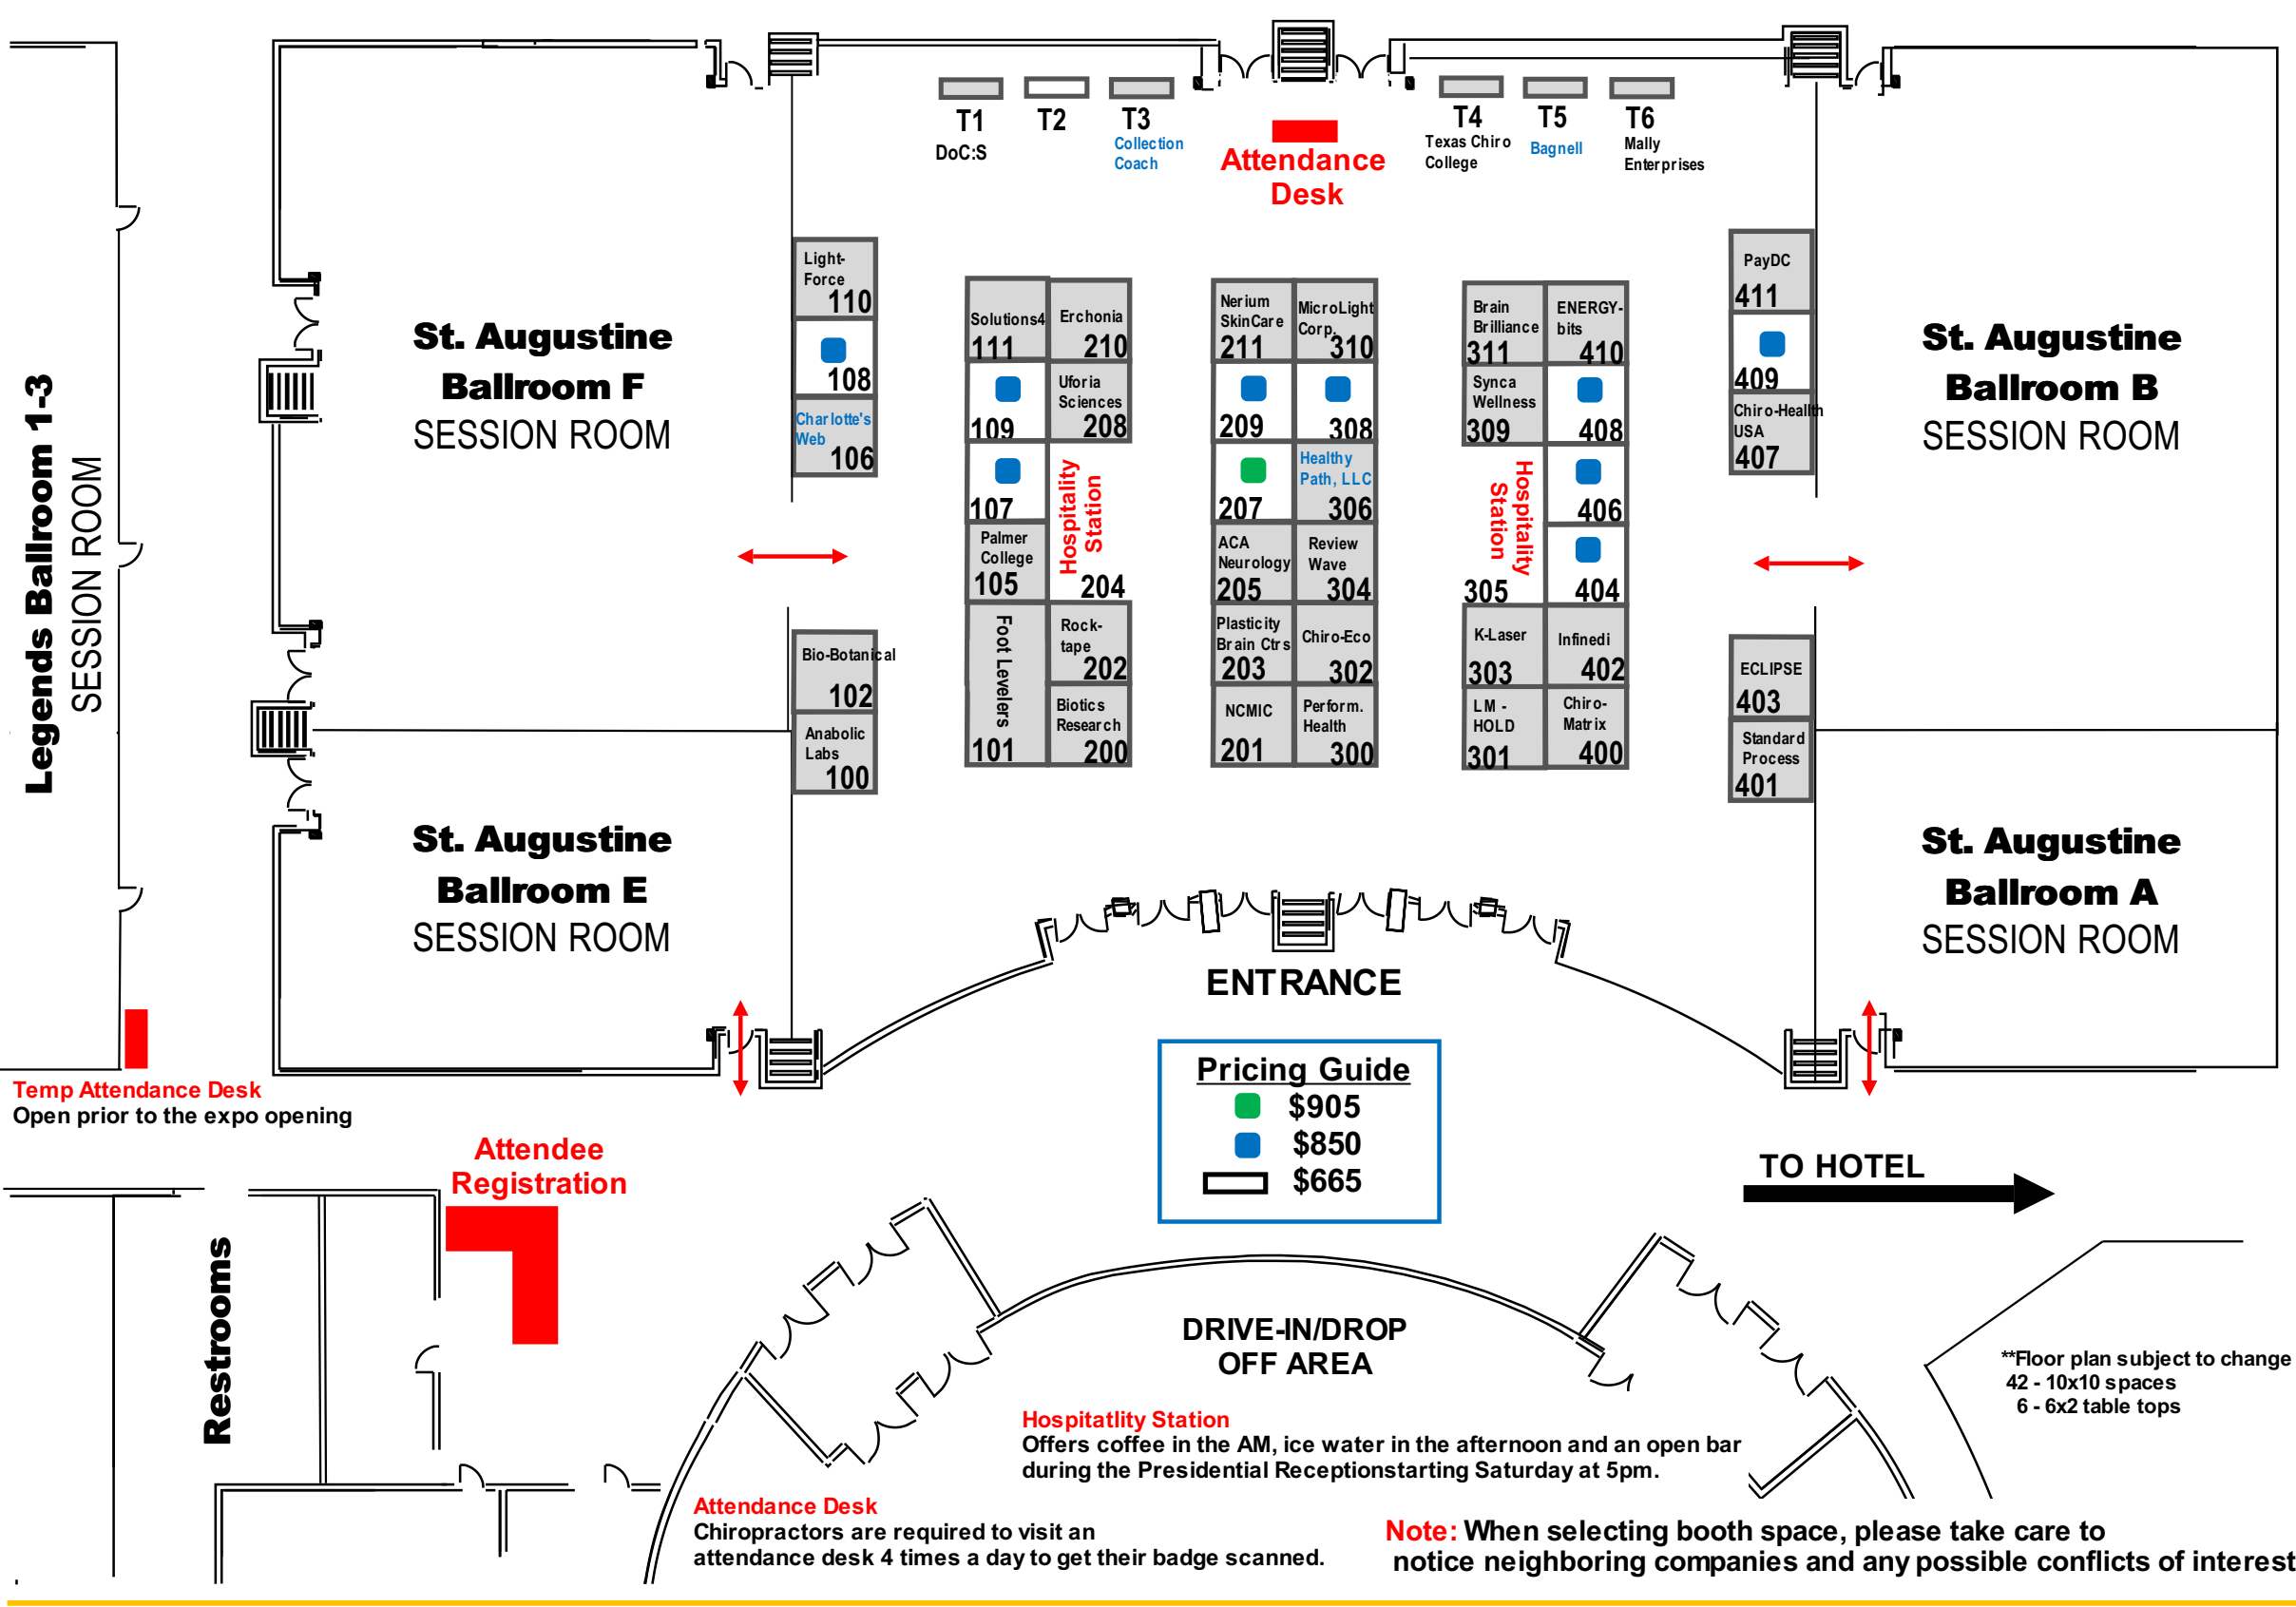 T1
DoC:S
T2
T3
Collection
Coach
Attendance
Desk
T4
Texas Chiro
College
T5
Bagnell
T6
Mally
Enterprises
Legends Ballroom 1-3
SESSION ROOM
St. Augustine
Ballroom F
SESSION ROOM
Light-
Force
110
108
Charlotte's
Web
106
Bio-Botanical
102
Anabolic
Labs
100
Solutions4
111
109
107
Palmer
College
105
Foot Levelers
101
Erchonia
210
Uforia
Sciences
208
Hospitality
Station
204
Rock-
tape
202
Biotics
Research
200
Nerium
SkinCare
211
209
207
ACA
Neurology
205
Plasticity
Brain Ctrs
203
NCMIC
201
MicroLight
Corp.
310
308
Healthy
Path, LLC
306
Review
Wave
304
Chiro-Eco
302
Perform.
Health
300
Brain
Brilliance
311
Synca
Wellness
309
Hospitality
Station
305
K-Laser
303
LM -
HOLD
301
ENERGY-
bits
410
408
406
404
Infinedi
402
Chiro-
Matrix
400
PayDC
411
409
Chiro-Heallth
USA
407
ECLIPSE
403
Standard
Process
401
St. Augustine
Ballroom B
SESSION ROOM
St. Augustine
Ballroom E
SESSION ROOM
St. Augustine
Ballroom A
SESSION ROOM
ENTRANCE
Pricing Guide
$905
$850
$665
Temp Attendance Desk
Open prior to the expo opening
Attendee
Registration
Restrooms
TO HOTEL
DRIVE-IN/DROP
OFF AREA
**Floor plan subject to change
42 - 10x10 spaces
6 - 6x2 table tops
Hospitatlity Station
Offers coffee in the AM, ice water in the afternoon and an open bar
during the Presidential Receptionstarting Saturday at 5pm.
Attendance Desk
Chiropractors are required to visit an
attendance desk 4 times a day to get their badge scanned.
Note: When selecting booth space, please take care to
notice neighboring companies and any possible conflicts of interest